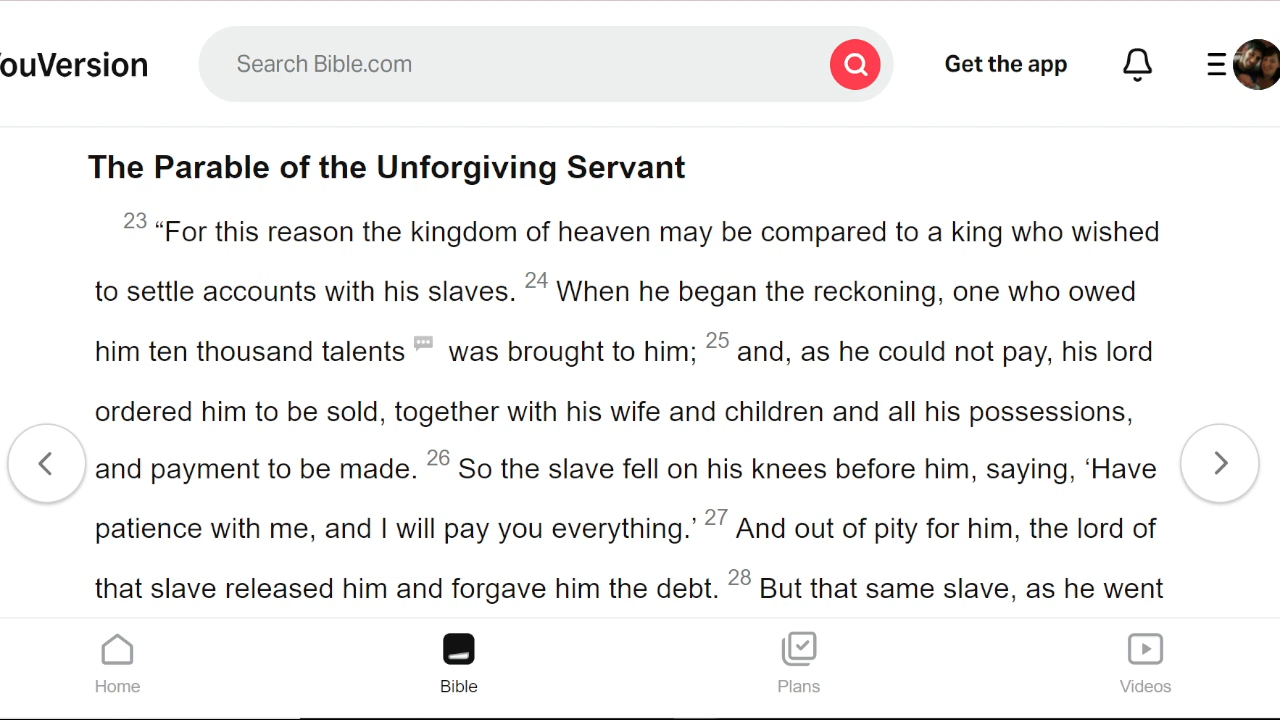 ouVersion
Search Bible.com
Get the app
The Parable of the Unforgiving Servant
23 “For this reason the kingdom of heaven may be compared to a king who wished
to settle accounts with his slaves. 24 When he began the reckoning, one who owed
him ten thousand talents was brought to him; 25 and, as he could not pay, his lord
ordered him to be sold, together with his wife and children and all his possessions,
and payment to be made. 26 So the slave fell on his knees before him, saying, ‘Have
patience with me, and I will pay you everything.’ 27 And out of pity for him, the lord of
that slave released him and forgave him the debt. 28 But that same slave, as he went
Home
Bible
Plans
Videos